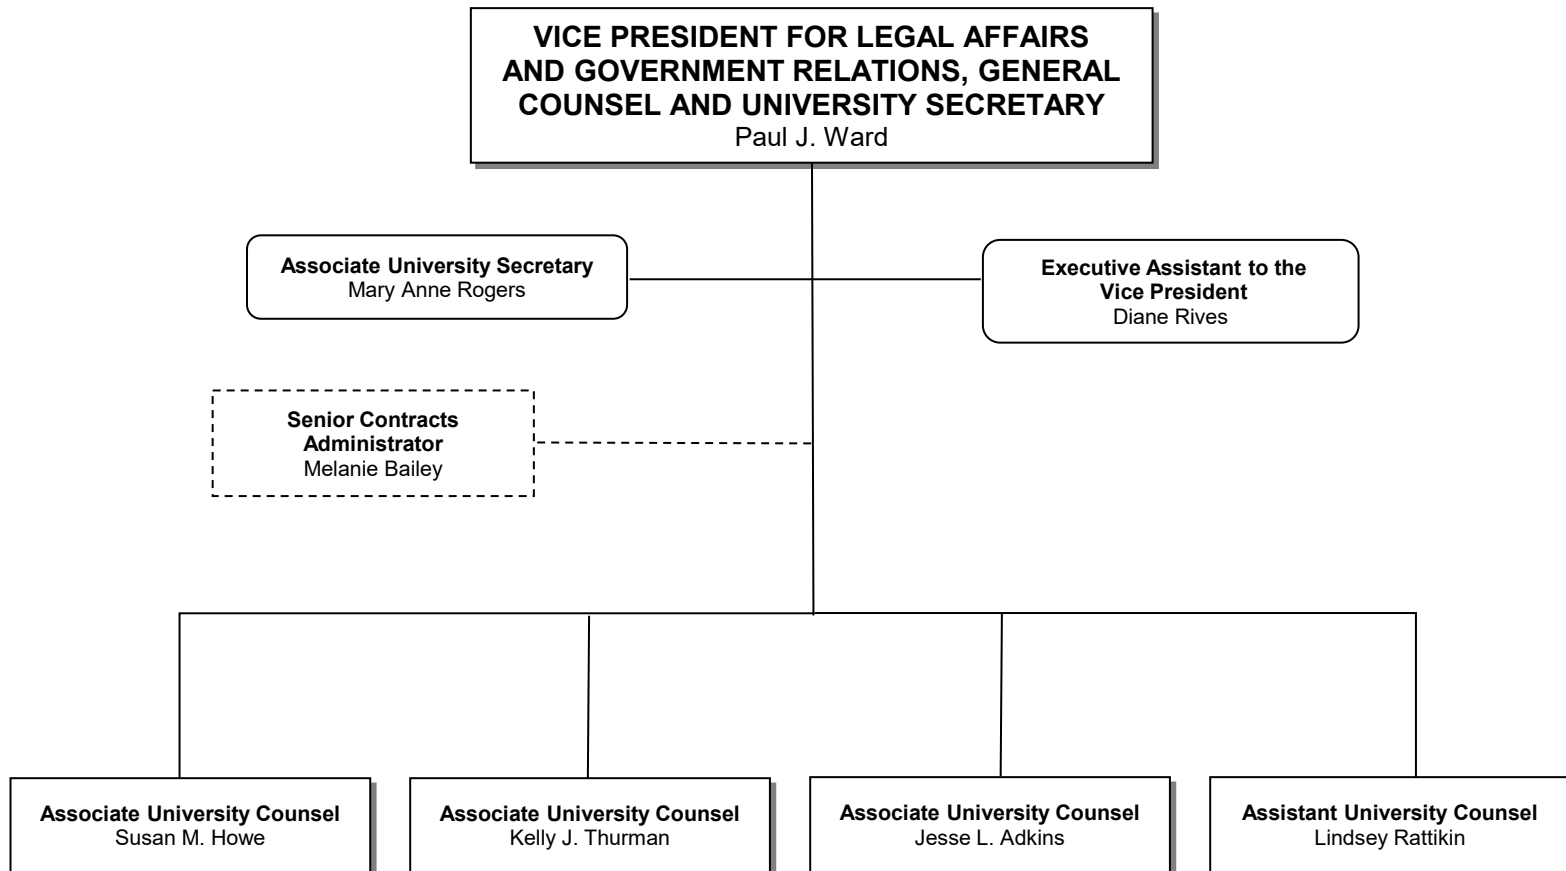 VICE PRESIDENT FOR LEGAL AFFAIRS
AND GOVERNMENT RELATIONS, GENERAL
COUNSEL AND UNIVERSITY SECRETARY
Paul J. Ward
Associate University Secretary
Mary Anne Rogers
Executive Assistant to the
Vice President
Diane Rives
Senior Contracts
Administrator
Melanie Bailey
Associate University Counsel
Susan M. Howe
Associate University Counsel
Kelly J. Thurman
Associate University Counsel
Jesse L. Adkins
Assistant University Counsel
Lindsey Rattikin